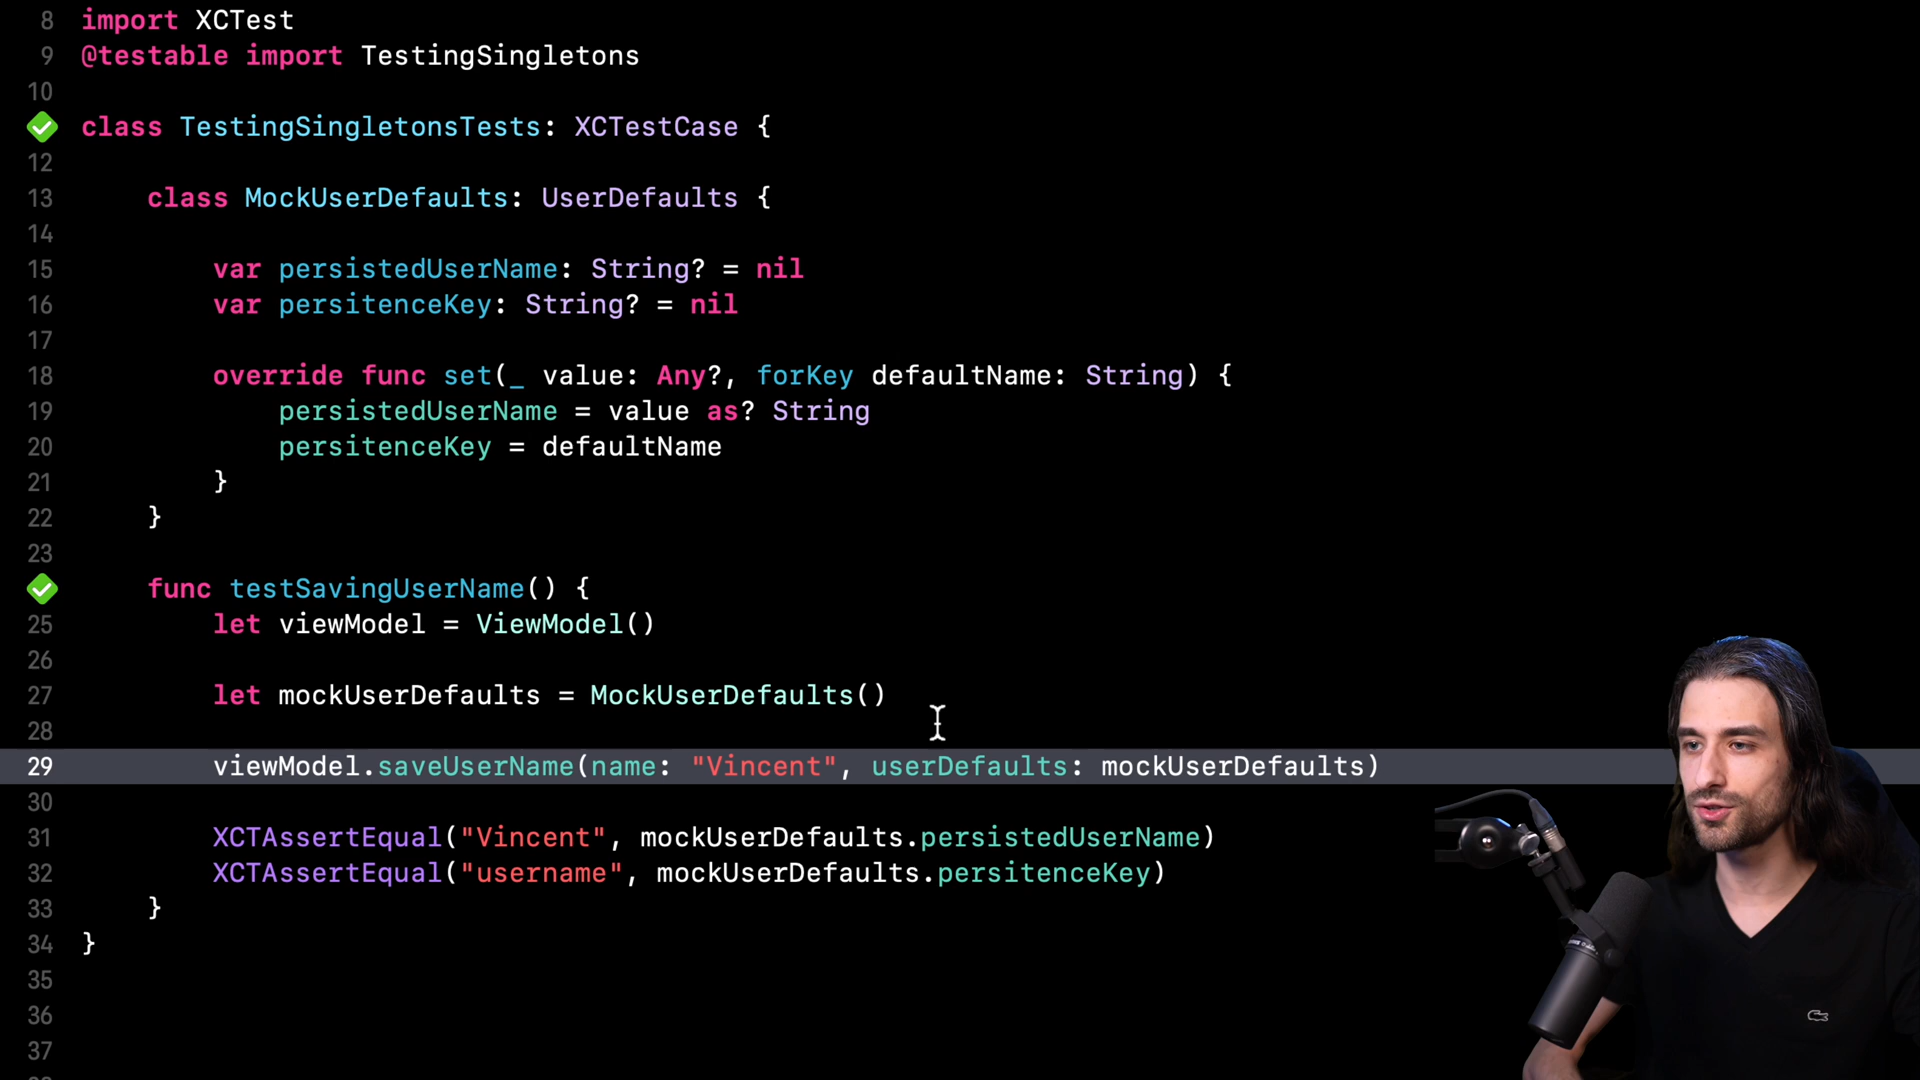 8 import XCTest
9 @testable import TestingSingletons
10
class TestingSingletonsTests: XCTestCase {
12
13 class MockUserDefaults: UserDefaults {
14
15 var persistedUserName: String? = nil
16 var persitenceKey: String? = nil
17
18 override func set(_ value: Any?, forKey defaultName: String) {
19 persistedUserName = value as? String
20 persitenceKey = defaultName
21 }
22 }
23
func testSavingUserName() {
25 let viewModel = ViewModel()
26
27 let mockUserDefaults = MockUserDefaults()
28
29 viewModel.saveUserName(name: "Vincent", userDefaults: mockUserDefaults)
30
31 XCTAssertEqual("Vincent", mockUserDefaults.persistedUserName)
32 XCTAssertEqual("username", mockUserDefaults.persitenceKey)
33 }
34 }
35
36
37